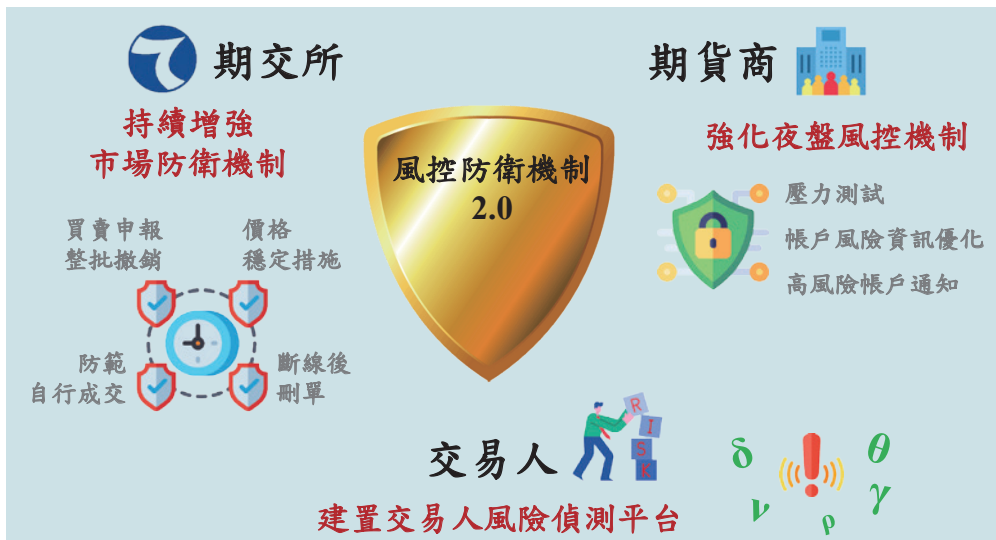 期交所
持續增強
市場防衛機制
買賣申報
整批撤銷
價格
穩定措施
防範
自行成交
斷線後
刪單
風控防衛機制
2.0
期貨商
強化夜盤風控機制
壓力測試
帳戶風險資訊優化
高風險帳戶通知
交易人
R
I
S
K
建置交易人風險偵測平台
δ
θ
ν
ρ
γ